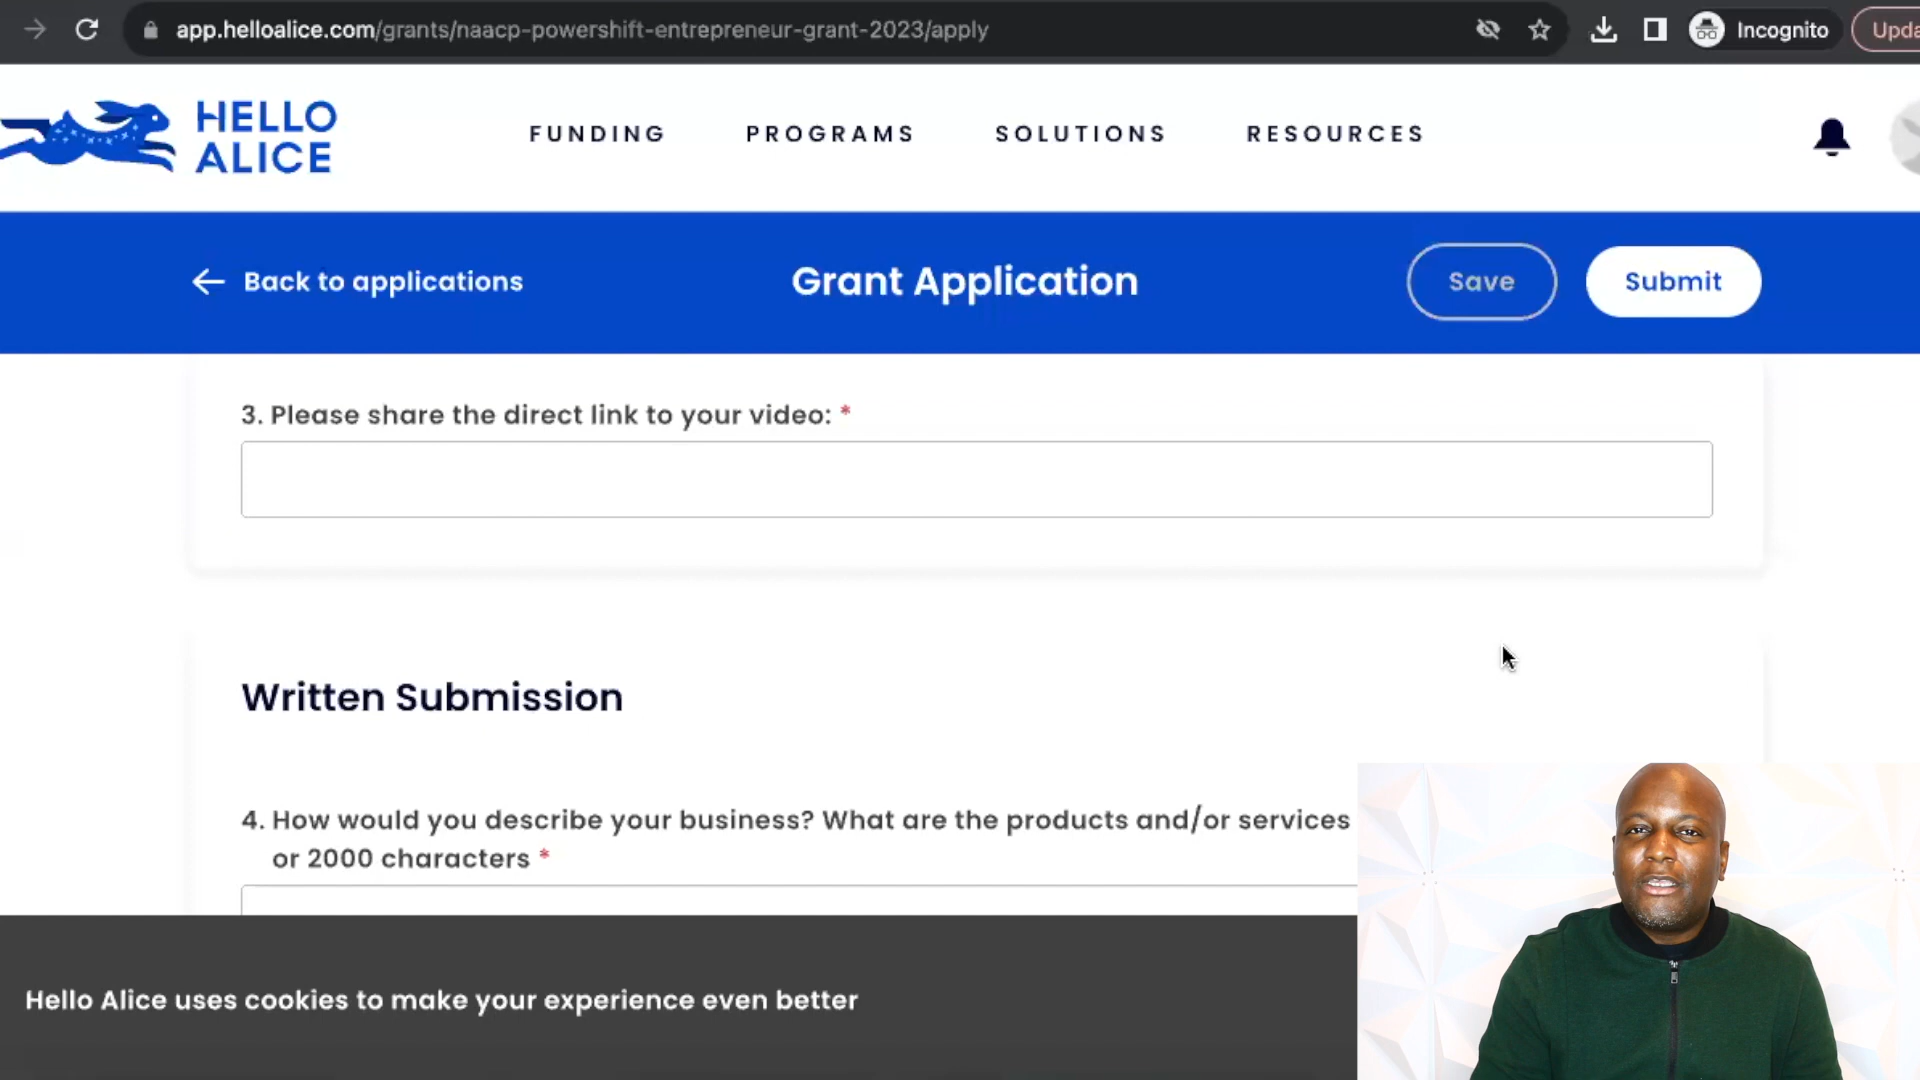 app.helloalice.com/grants/naacp-powershift-entrepreneur-grant-2023/apply
Incognito
HELLO
ALICE
FUNDING
PROGRAMS
SOLUTIONS
RESOURCES
Back to applications
Grant Application
Save
Submit
3. Please share the direct link to your video: *
Written Submission
4. How would you describe your business? What are the products and/or services
or 2000 characters *
Hello Alice uses cookies to make your experience even better